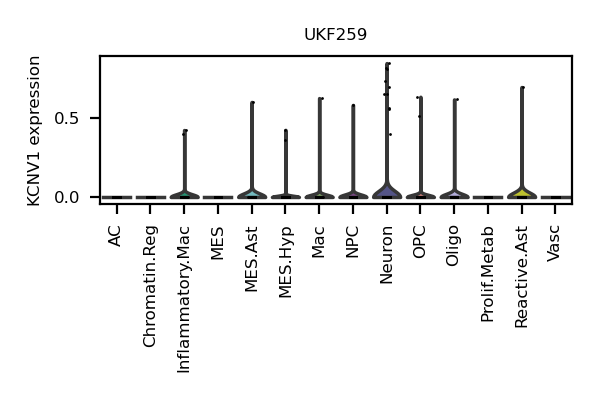 UKF259
KCNV1 expression
0.5
0.0
AC
Chromatin.Reg
Inflammatory.Mac
MES
MES.Ast
MES.Hyp
Mac
NPC
Neuron
OPC
Oligo
Prolif.Metab
Reactive.Ast
Vasc